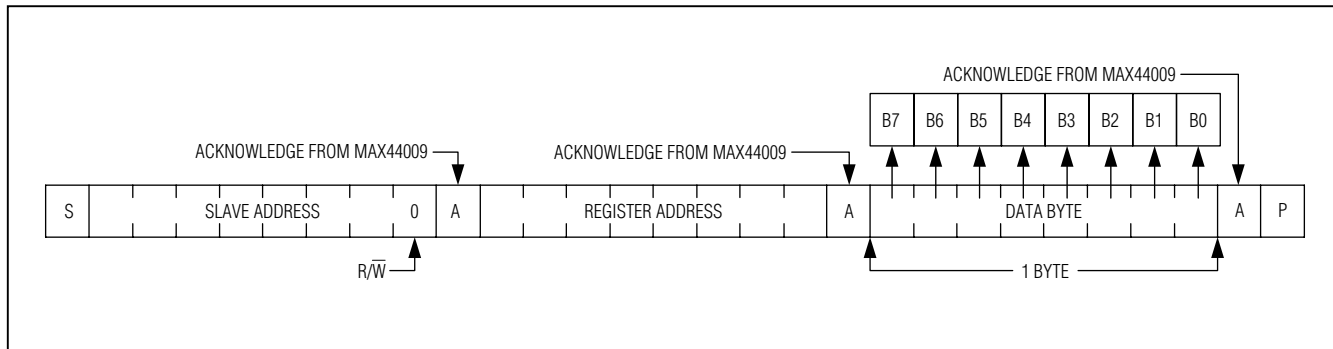 ACKNOWLEDGE FROM MAX44009
B7 B6 B5 B4 B3 B2 B1 B0
ACKNOWLEDGE FROM MAX44009 ACKNOWLEDGE FROM MAX44009
S SLAVE ADDRESS 0 A REGISTER ADDRESS A DATA BYTE A P
R/W̅ 1 BYTE